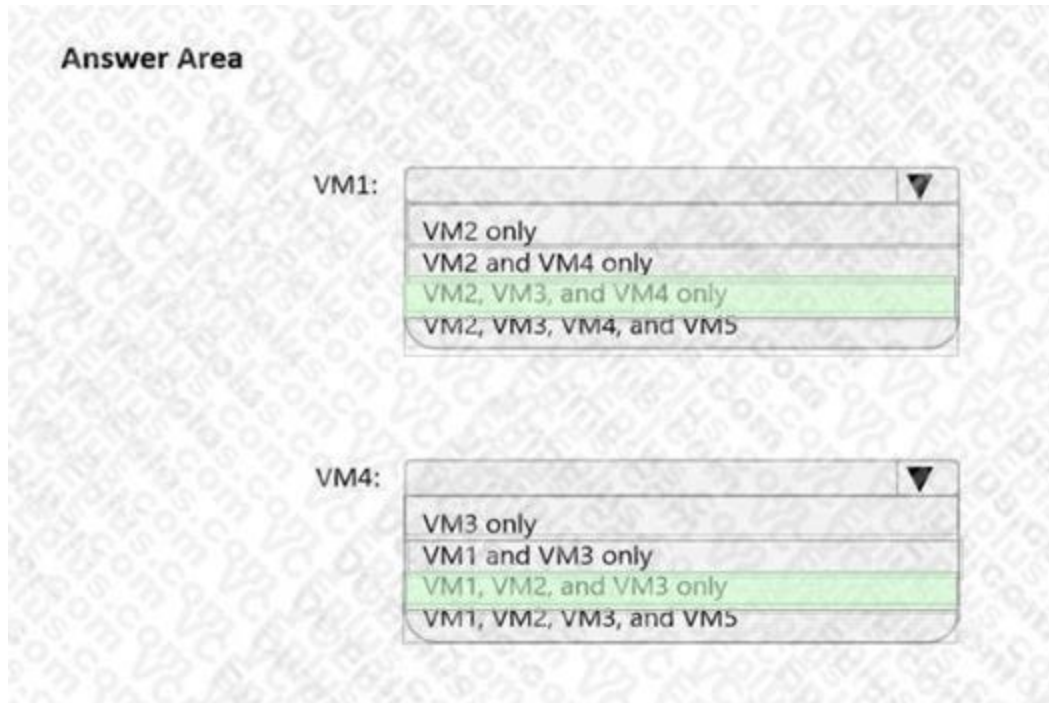 Answer Area
VM1:
VM2 only
VM2 and VM4 only
VM2, VM3, and VM4 only
VM2, VM3, VM4, and VM5
VM4:
VM3 only
VM1 and VM3 only
VM1, VM2, and VM3 only
VM1, VM2, VM3, and VM5